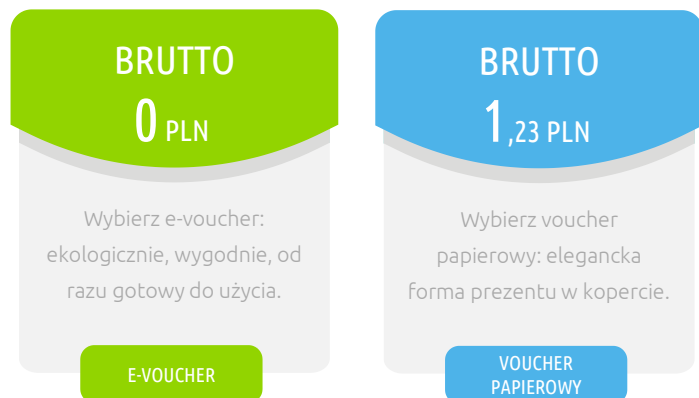 BRUTTO
0 PLN
Wybierz e-voucher:
ekologicznie, wygodnie, od
razu gotowy do użycia.
E-VOUCHER
BRUTTO
1,23 PLN
Wybierz voucher
papierowy: elegancka
forma prezentu w kopercie.
VOUCHER
PAPIEROWY